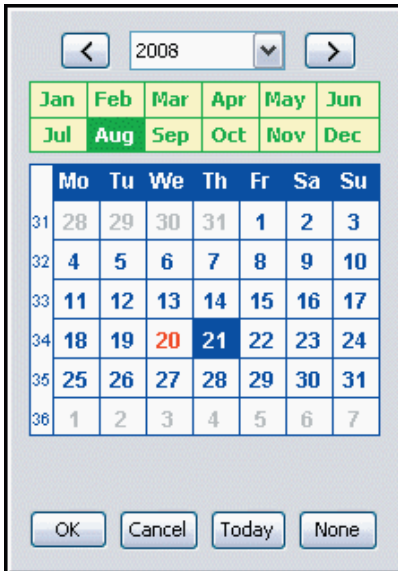 2008
Jan Feb Mar Apr May Jun
Jul Aug Sep Oct Nov Dec
Mo Tu We Th Fr Sa Su
31 28 29 30 31 1 2 3
32 4 5 6 7 8 9 10
33 11 12 13 14 15 16 17
34 18 19 20 21 22 23 24
35 25 26 27 28 29 30 31
36 1 2 3 4 5 6 7
OK Cancel Today None